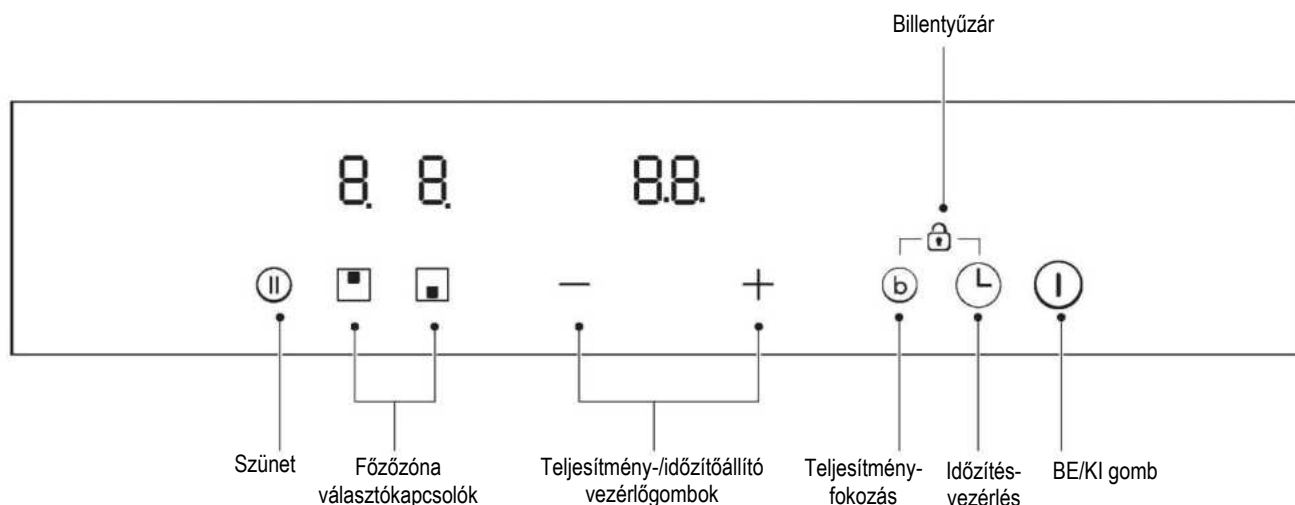 Billentyűzár
8. 8. 8.8.
b
Szünet
Főzőzóna
választókapcsolók
Teljesítmény-/időzítőállító
vezérlőgombok
Teljesítmény-
fokozás
Időzítés-
vezérlés
BE/KI gomb